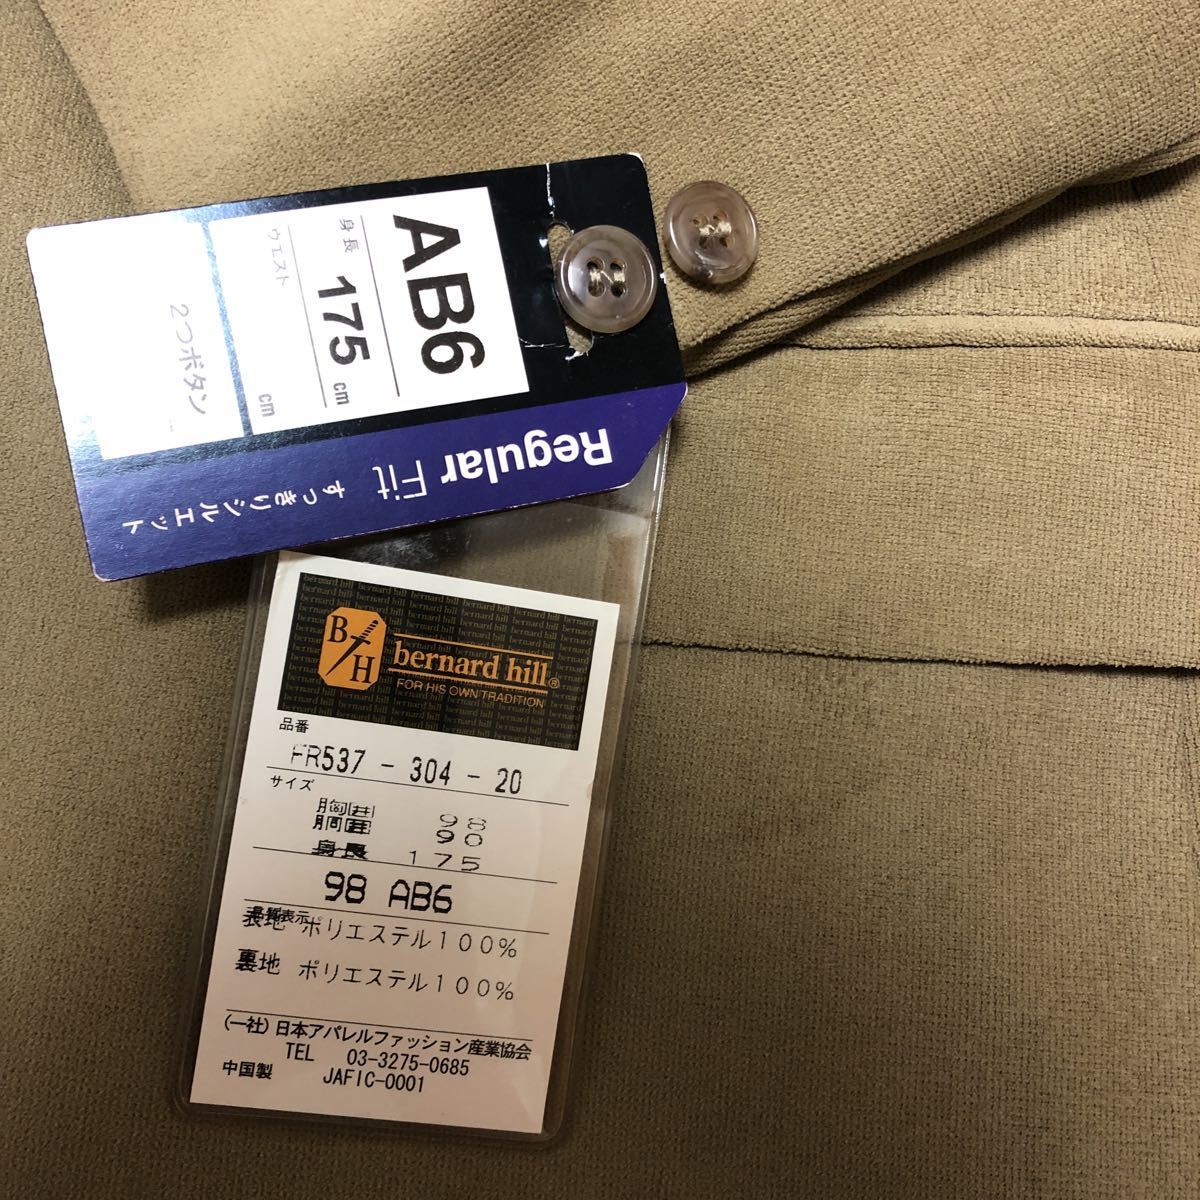 AB6
身長 175 cm
ウエスト cm
2つボタン
Regular Fit
すっきりシルエット
B H
bernard hill®
FOR HIS OWN TRADITION
品番
FR537 - 304 - 20
サイズ
胸囲 98
胴囲 90
身長 175
98 AB6
品質表示
表地 ポリエステル100%
裏地 ポリエステル100%
(一社)日本アパレルファッション産業協会
TEL 03-3275-0685
中国製 JAFIC-0001